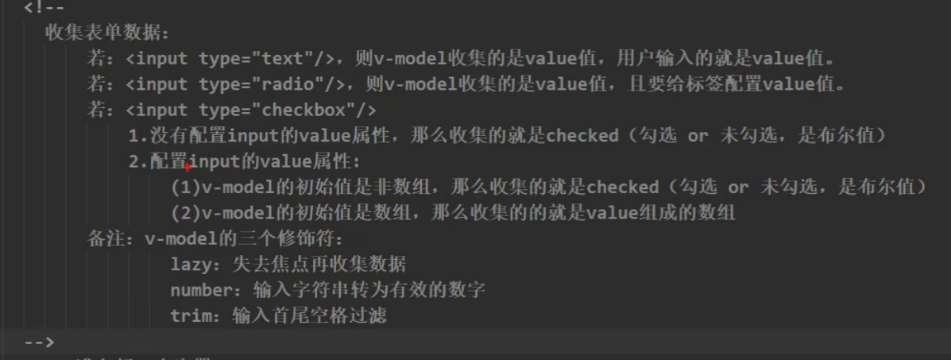 <!--
收集表单数据：
若：<input type="text"/>，则v-model收集的是value值，用户输入的就是value值。
若：<input type="radio"/>，则v-model收集的是value值，且要给标签配置value值。
若：<input type="checkbox"/>
1.没有配置input的value属性，那么收集的就是checked（勾选 or 未勾选，是布尔值）
2.配置input的value属性：
(1)v-model的初始值是非数组，那么收集的就是checked（勾选 or 未勾选，是布尔值）
(2)v-model的初始值是数组，那么收集的的就是value组成的数组
备注：v-model的三个修饰符：
lazy：失去焦点再收集数据
number：输入字符串转为有效的数字
trim：输入首尾空格过滤
-->